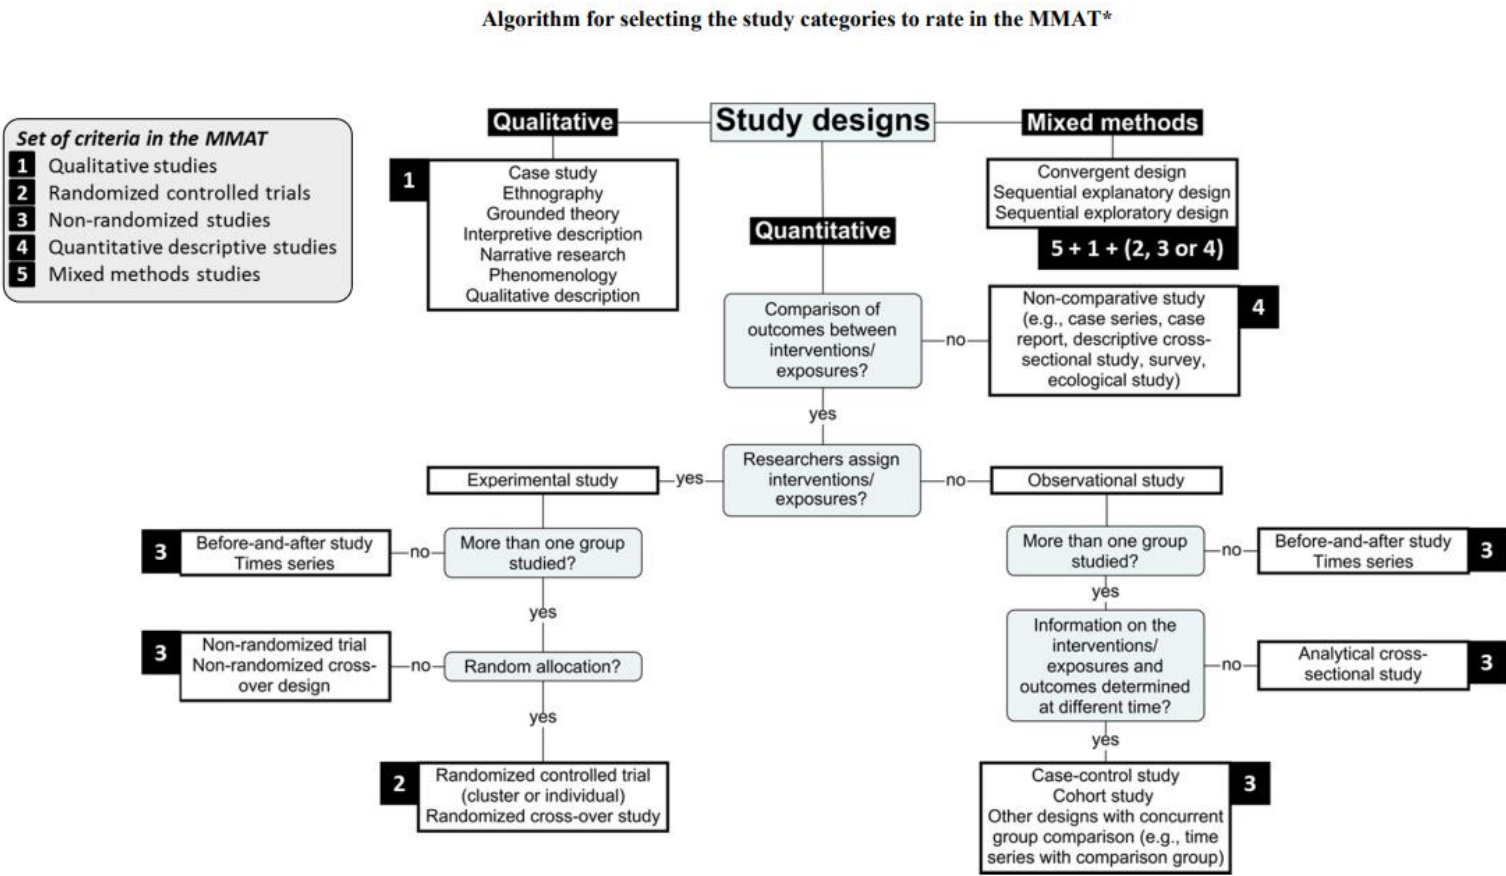 Algorithm for selecting the study categories to rate in the MMAT*
Set of criteria in the MMAT
1 Qualitative studies
2 Randomized controlled trials
3 Non-randomized studies
4 Quantitative descriptive studies
5 Mixed methods studies
Study designs
Qualitative
1
Case study
Ethnography
Grounded theory
Interpretive description
Narrative research
Phenomenology
Qualitative description
Mixed methods
Convergent design
Sequential explanatory design
Sequential exploratory design
5 + 1 + (2, 3 or 4)
Quantitative
Comparison of
outcomes between
interventions/
exposures?
no
Non-comparative study
(e.g., case series, case
report, descriptive cross-
sectional study, survey,
ecological study)
4
yes
Researchers assign
interventions/
exposures?
yes
Experimental study
no
Observational study
More than one group
studied?
no
Before-and-after study
Times series
3
yes
Random allocation?
no
Non-randomized trial
Non-randomized cross-
over design
3
yes
2
Randomized controlled trial
(cluster or individual)
Randomized cross-over study
More than one group
studied?
no
Before-and-after study
Times series
3
yes
Information on the
interventions/
exposures and
outcomes determined
at different time?
no
Analytical cross-
sectional study
3
yes
Case-control study
Cohort study
Other designs with concurrent
group comparison (e.g., time
series with comparison group)
3